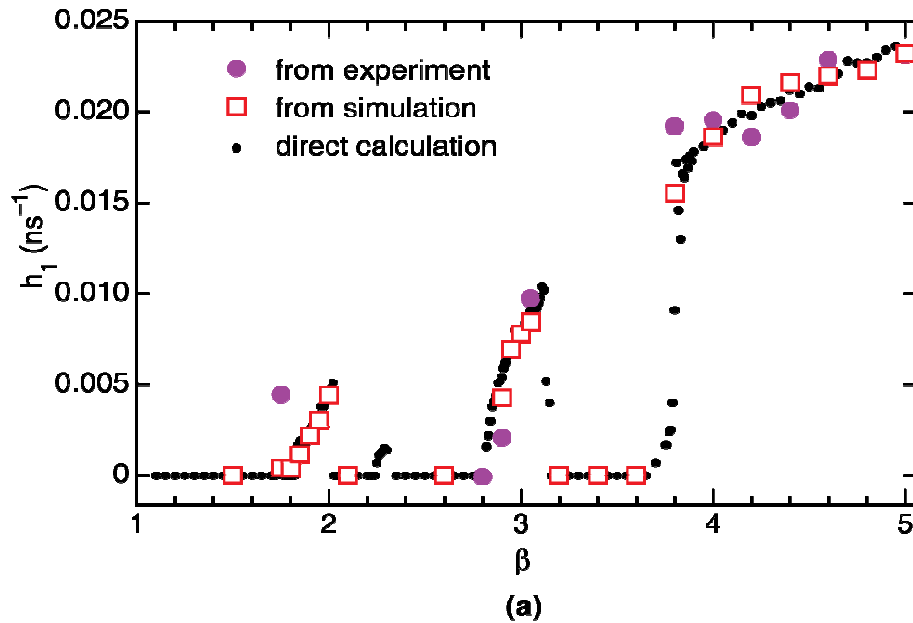 0.025
0.020
0.015
0.010
0.005
0
h₁ (ns⁻¹)
from experiment
from simulation
direct calculation
1 2 3 4 5
β
(a)